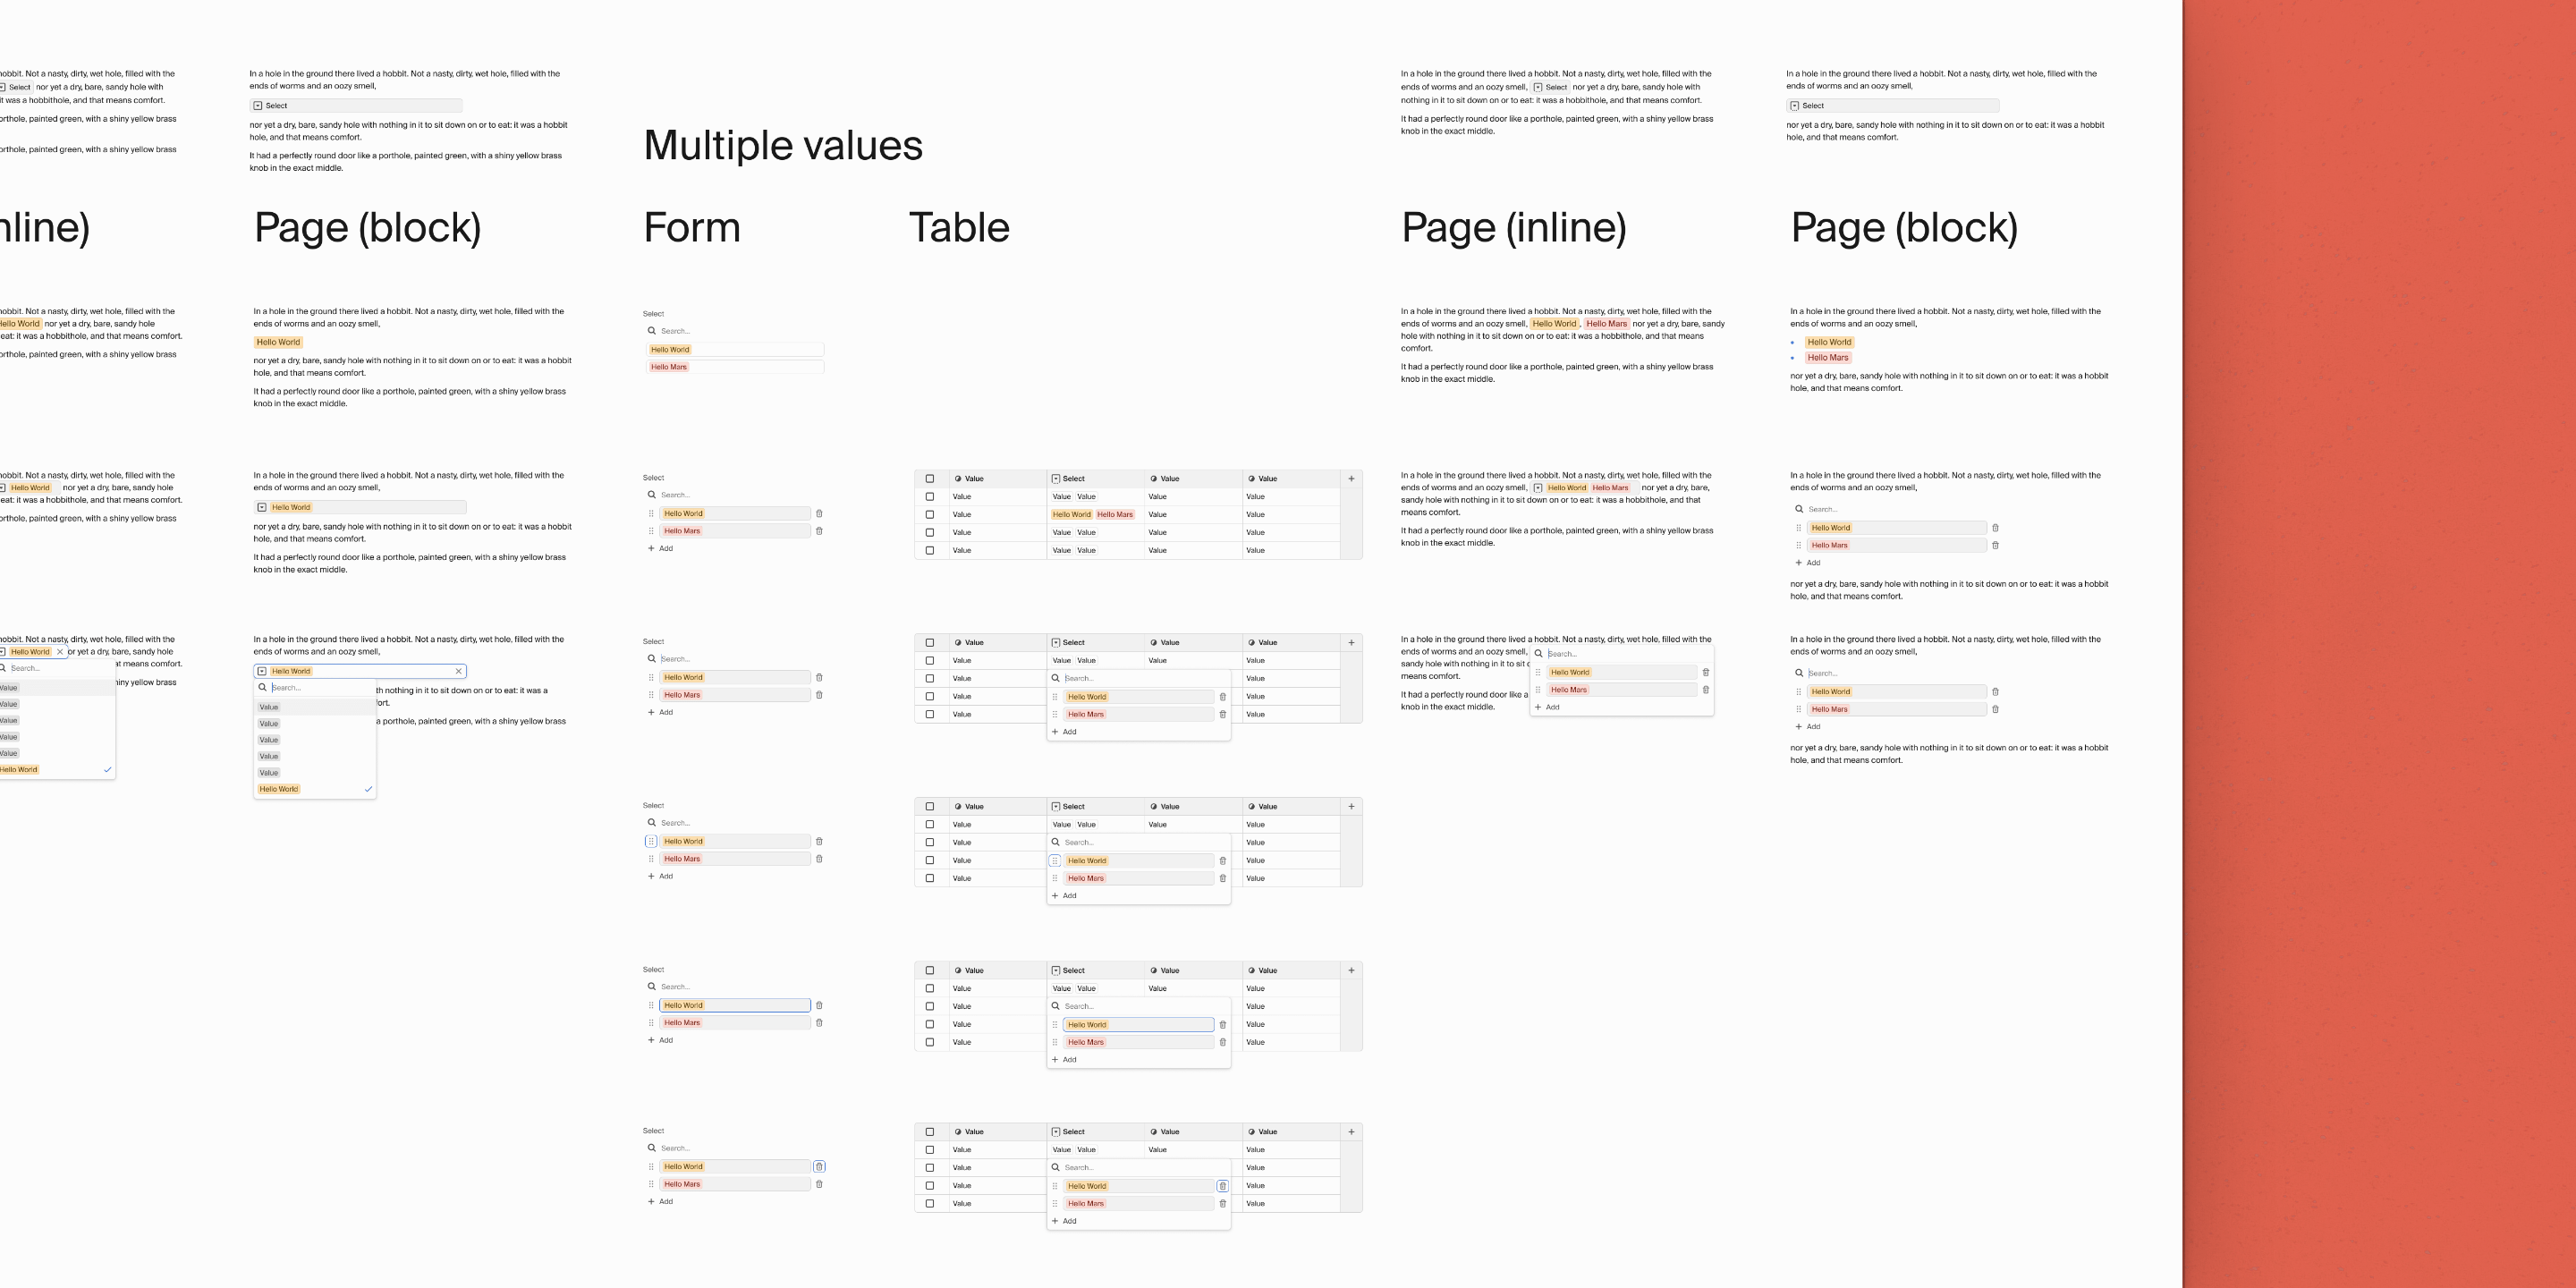 hobbit. Not a nasty, dirty, wet hole, filled with the
Select nor yet a dry, bare, sandy hole with
it was a hobbithole, and that means comfort.
orthole, painted green, with a shiny yellow brass
orthole, painted green, with a shiny yellow brass
In a hole in the ground there lived a hobbit. Not a nasty, dirty, wet hole, filled with the
ends of worms and an oozy smell,
Select
nor yet a dry, bare, sandy hole with nothing in it to sit down on or to eat: it was a hobbit
hole, and that means comfort.
It had a perfectly round door like a porthole, painted green, with a shiny yellow brass
knob in the exact middle.
Multiple values
In a hole in the ground there lived a hobbit. Not a nasty, dirty, wet hole, filled with the
ends of worms and an oozy smell, Select nor yet a dry, bare, sandy hole with
nothing in it to sit down on or to eat: it was a hobbithole, and that means comfort.
It had a perfectly round door like a porthole, painted green, with a shiny yellow brass
knob in the exact middle.
In a hole in the ground there lived a hobbit. Not a nasty, dirty, wet hole, filled with the
ends of worms and an oozy smell,
Select
nor yet a dry, bare, sandy hole with nothing in it to sit down on or to eat: it was a hobbit
hole, and that means comfort.
nline)
Page (block)
Form
Table
Page (inline)
Page (block)
hobbit. Not a nasty, dirty, wet hole, filled with the
Hello World nor yet a dry, bare, sandy hole
eat: it was a hobbithole, and that means comfort.
orthole, painted green, with a shiny yellow brass
In a hole in the ground there lived a hobbit. Not a nasty, dirty, wet hole, filled with the
ends of worms and an oozy smell,
Hello World
nor yet a dry, bare, sandy hole with nothing in it to sit down on or to eat: it was a hobbit
hole, and that means comfort.
It had a perfectly round door like a porthole, painted green, with a shiny yellow brass
knob in the exact middle.
Select
Search...
Hello World
Hello Mars
In a hole in the ground there lived a hobbit. Not a nasty, dirty, wet hole, filled with the
ends of worms and an oozy smell, Hello World, Hello Mars nor yet a dry, bare, sandy
hole with nothing in it to sit down on or to eat: it was a hobbithole, and that means
comfort.
It had a perfectly round door like a porthole, painted green, with a shiny yellow brass
knob in the exact middle.
In a hole in the ground there lived a hobbit. Not a nasty, dirty, wet hole, filled with the
ends of worms and an oozy smell,
Hello World
Hello Mars
nor yet a dry, bare, sandy hole with nothing in it to sit down on or to eat: it was a hobbit
hole, and that means comfort.
hobbit. Not a nasty, dirty, wet hole, filled with the
Hello World nor yet a dry, bare, sandy hole
eat: it was a hobbithole, and that means comfort.
orthole, painted green, with a shiny yellow brass
In a hole in the ground there lived a hobbit. Not a nasty, dirty, wet hole, filled with the
ends of worms and an oozy smell,
Hello World
nor yet a dry, bare, sandy hole with nothing in it to sit down on or to eat: it was a hobbit
hole, and that means comfort.
It had a perfectly round door like a porthole, painted green, with a shiny yellow brass
knob in the exact middle.
Select
Search...
Hello World
Hello Mars
+ Add
Value Select Value Value +
Value Value Value Value Value
Value Hello World Hello Mars Value Value
Value Value Value Value Value
Value Value Value Value Value
In a hole in the ground there lived a hobbit. Not a nasty, dirty, wet hole, filled with the
ends of worms and an oozy smell, Hello World Hello Mars nor yet a dry, bare,
sandy hole with nothing in it to sit down on or to eat: it was a hobbithole, and that
means comfort.
It had a perfectly round door like a porthole, painted green, with a shiny yellow brass
knob in the exact middle.
In a hole in the ground there lived a hobbit. Not a nasty, dirty, wet hole, filled with the
ends of worms and an oozy smell,
Search...
Hello World
Hello Mars
+ Add
nor yet a dry, bare, sandy hole with nothing in it to sit down on or to eat: it was a hobbit
hole, and that means comfort.
hobbit. Not a nasty, dirty, wet hole, filled with the
Hello World or yet a dry, bare, sandy hole
Search... at means comfort.
Value hiny yellow brass
Value
Value
Value
Value
Hello World
In a hole in the ground there lived a hobbit. Not a nasty, dirty, wet hole, filled with the
ends of worms and an oozy smell,
Hello World
Search... th nothing in it to sit down on or to eat: it was a
Value fort.
Value a porthole, painted green, with a shiny yellow brass
Value
Value
Value
Hello World
Select
Search...
Hello World
Hello Mars
+ Add
Value Select Value Value +
Value Value Value Value Value
Value Search... Value
Value Hello World Value
Value Hello Mars Value
+ Add
In a hole in the ground there lived a hobbit. Not a nasty, dirty, wet hole, filled with the
ends of worms and an oozy smell, Search...
sandy hole with nothing in it to sit
means comfort. Hello World
It had a perfectly round door like a Hello Mars
knob in the exact middle. + Add
In a hole in the ground there lived a hobbit. Not a nasty, dirty, wet hole, filled with the
ends of worms and an oozy smell,
Search...
Hello World
Hello Mars
+ Add
nor yet a dry, bare, sandy hole with nothing in it to sit down on or to eat: it was a hobbit
hole, and that means comfort.
Select
Search...
Hello World
Hello Mars
+ Add
Value Select Value Value +
Value Value Value Value Value
Value Search... Value
Value Hello World Value
Value Hello Mars Value
+ Add
Select
Search...
Hello World
Hello Mars
+ Add
Value Select Value Value +
Value Value Value Value Value
Value Search... Value
Value Hello World Value
Value Hello Mars Value
+ Add
Select
Search...
Hello World
Hello Mars
+ Add
Value Select Value Value +
Value Value Value Value Value
Value Search... Value
Value Hello World Value
Value Hello Mars Value
+ Add